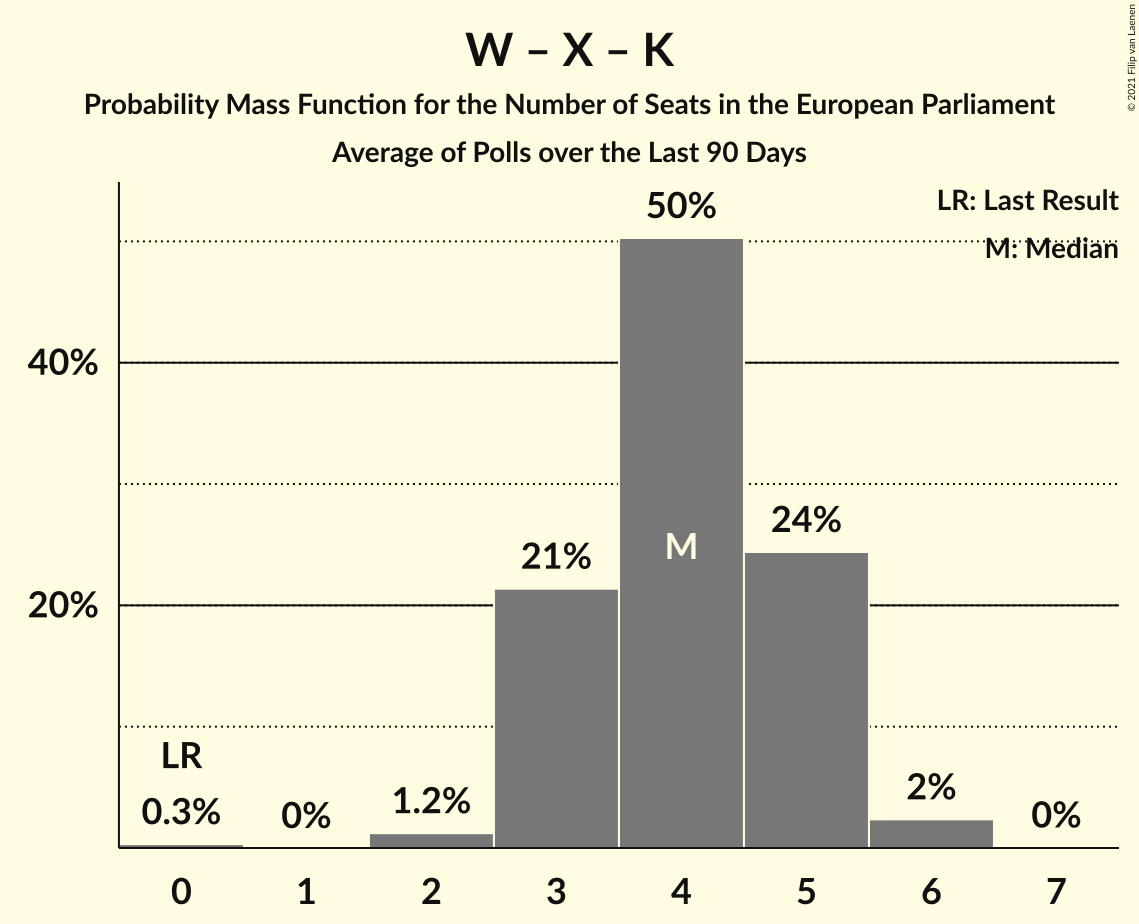 W – X – K
Probability Mass Function for the Number of Seats in the European Parliament
Average of Polls over the Last 90 Days
© 2021 Filip van Laenen
LR: Last Result
M: Median
50%
40%
24%
21%
M
20%
LR
0.3%
0%
1.2%
2%
0%
0 1 2 3 4 5 6 7